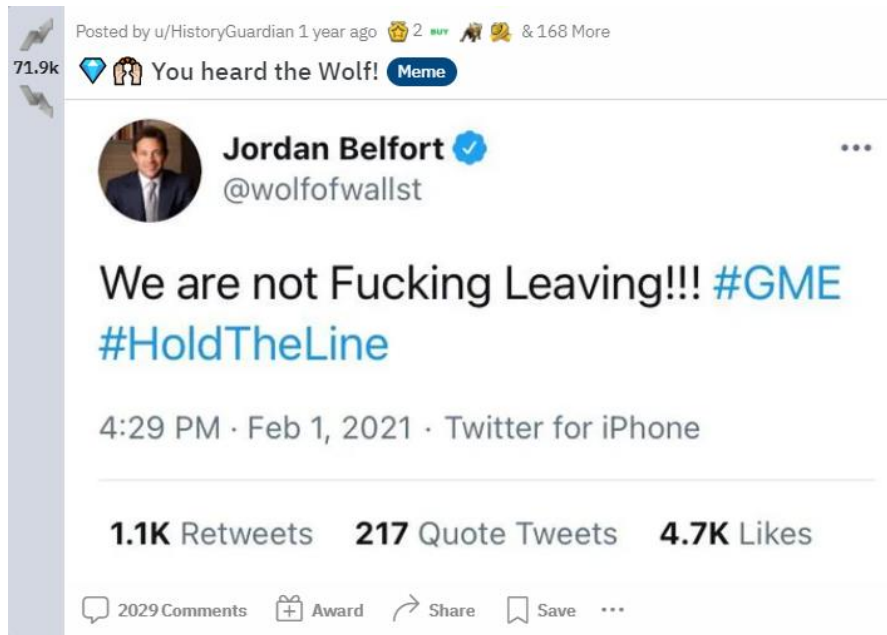 Posted by u/HistoryGuardian 1 year ago 2 BUY & 168 More
71.9k
💎🙌 You heard the Wolf! Meme
Jordan Belfort
@wolfofwallst
We are not Fucking Leaving!!! #GME
#HoldTheLine
4:29 PM · Feb 1, 2021 · Twitter for iPhone
1.1K Retweets 217 Quote Tweets 4.7K Likes
2029 Comments Award Share Save